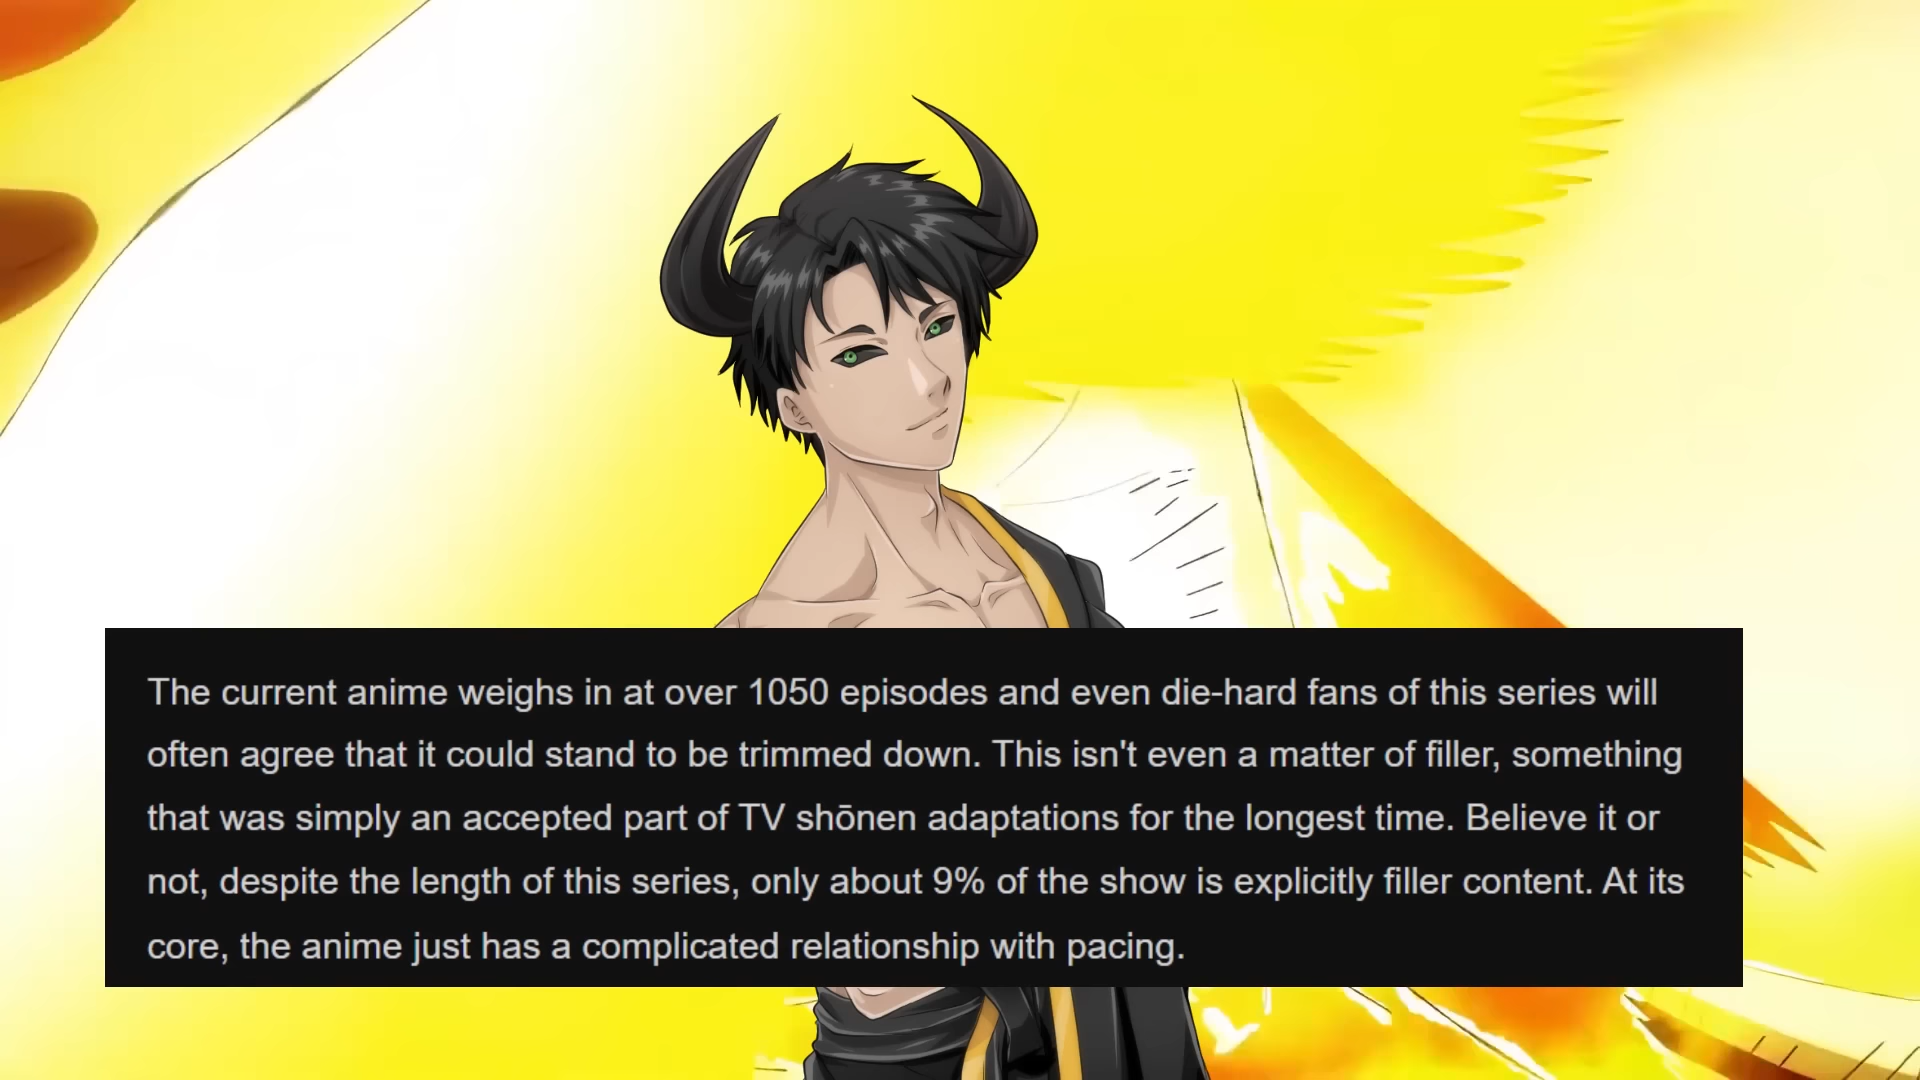 The current anime weighs in at over 1050 episodes and even die-hard fans of this series will
often agree that it could stand to be trimmed down. This isn't even a matter of filler, something
that was simply an accepted part of TV shōnen adaptations for the longest time. Believe it or
not, despite the length of this series, only about 9% of the show is explicitly filler content. At its
core, the anime just has a complicated relationship with pacing.